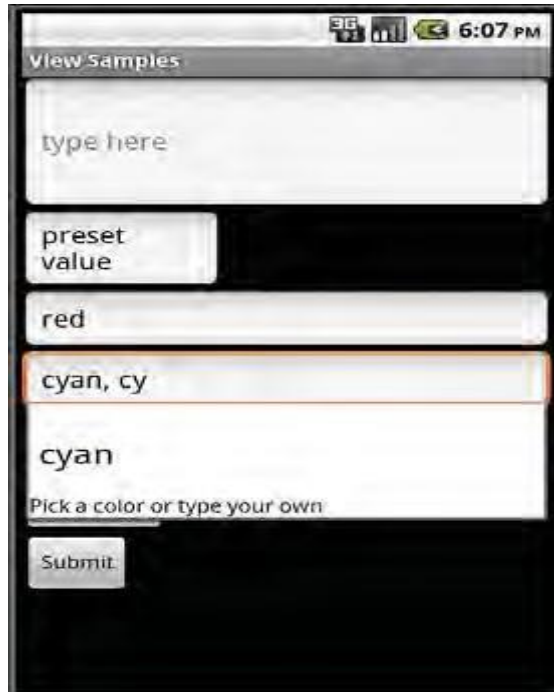 3G
6:07 PM
View Samples
type here
preset
value
red
cyan, cy
cyan
Pick a color or type your own
Submit